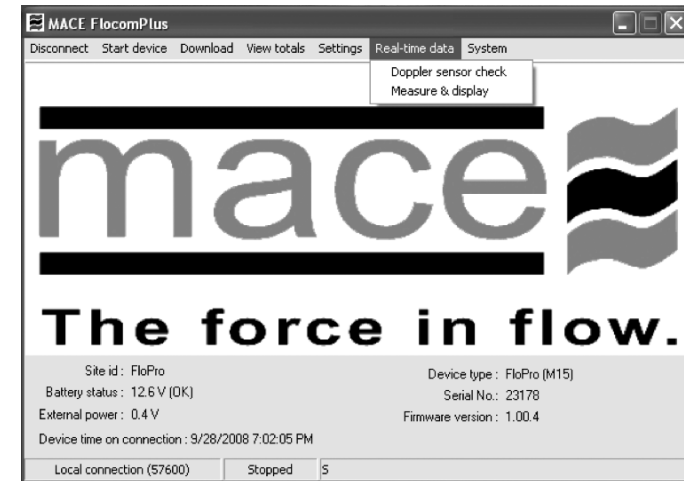 MACE FlocomPlus
Disconnect Start device Download View totals Settings Real-time data System
Doppler sensor check
Measure & display
mace
The force in flow.
Site id : FloPro
Device type : FloPro (M15)
Battery status : 12.6 V (OK)
Serial No.: 23178
External power : 0.4 V
Firmware version : 1.00.4
Device time on connection : 9/28/2008 7:02:05 PM
Local connection (57600) Stopped S